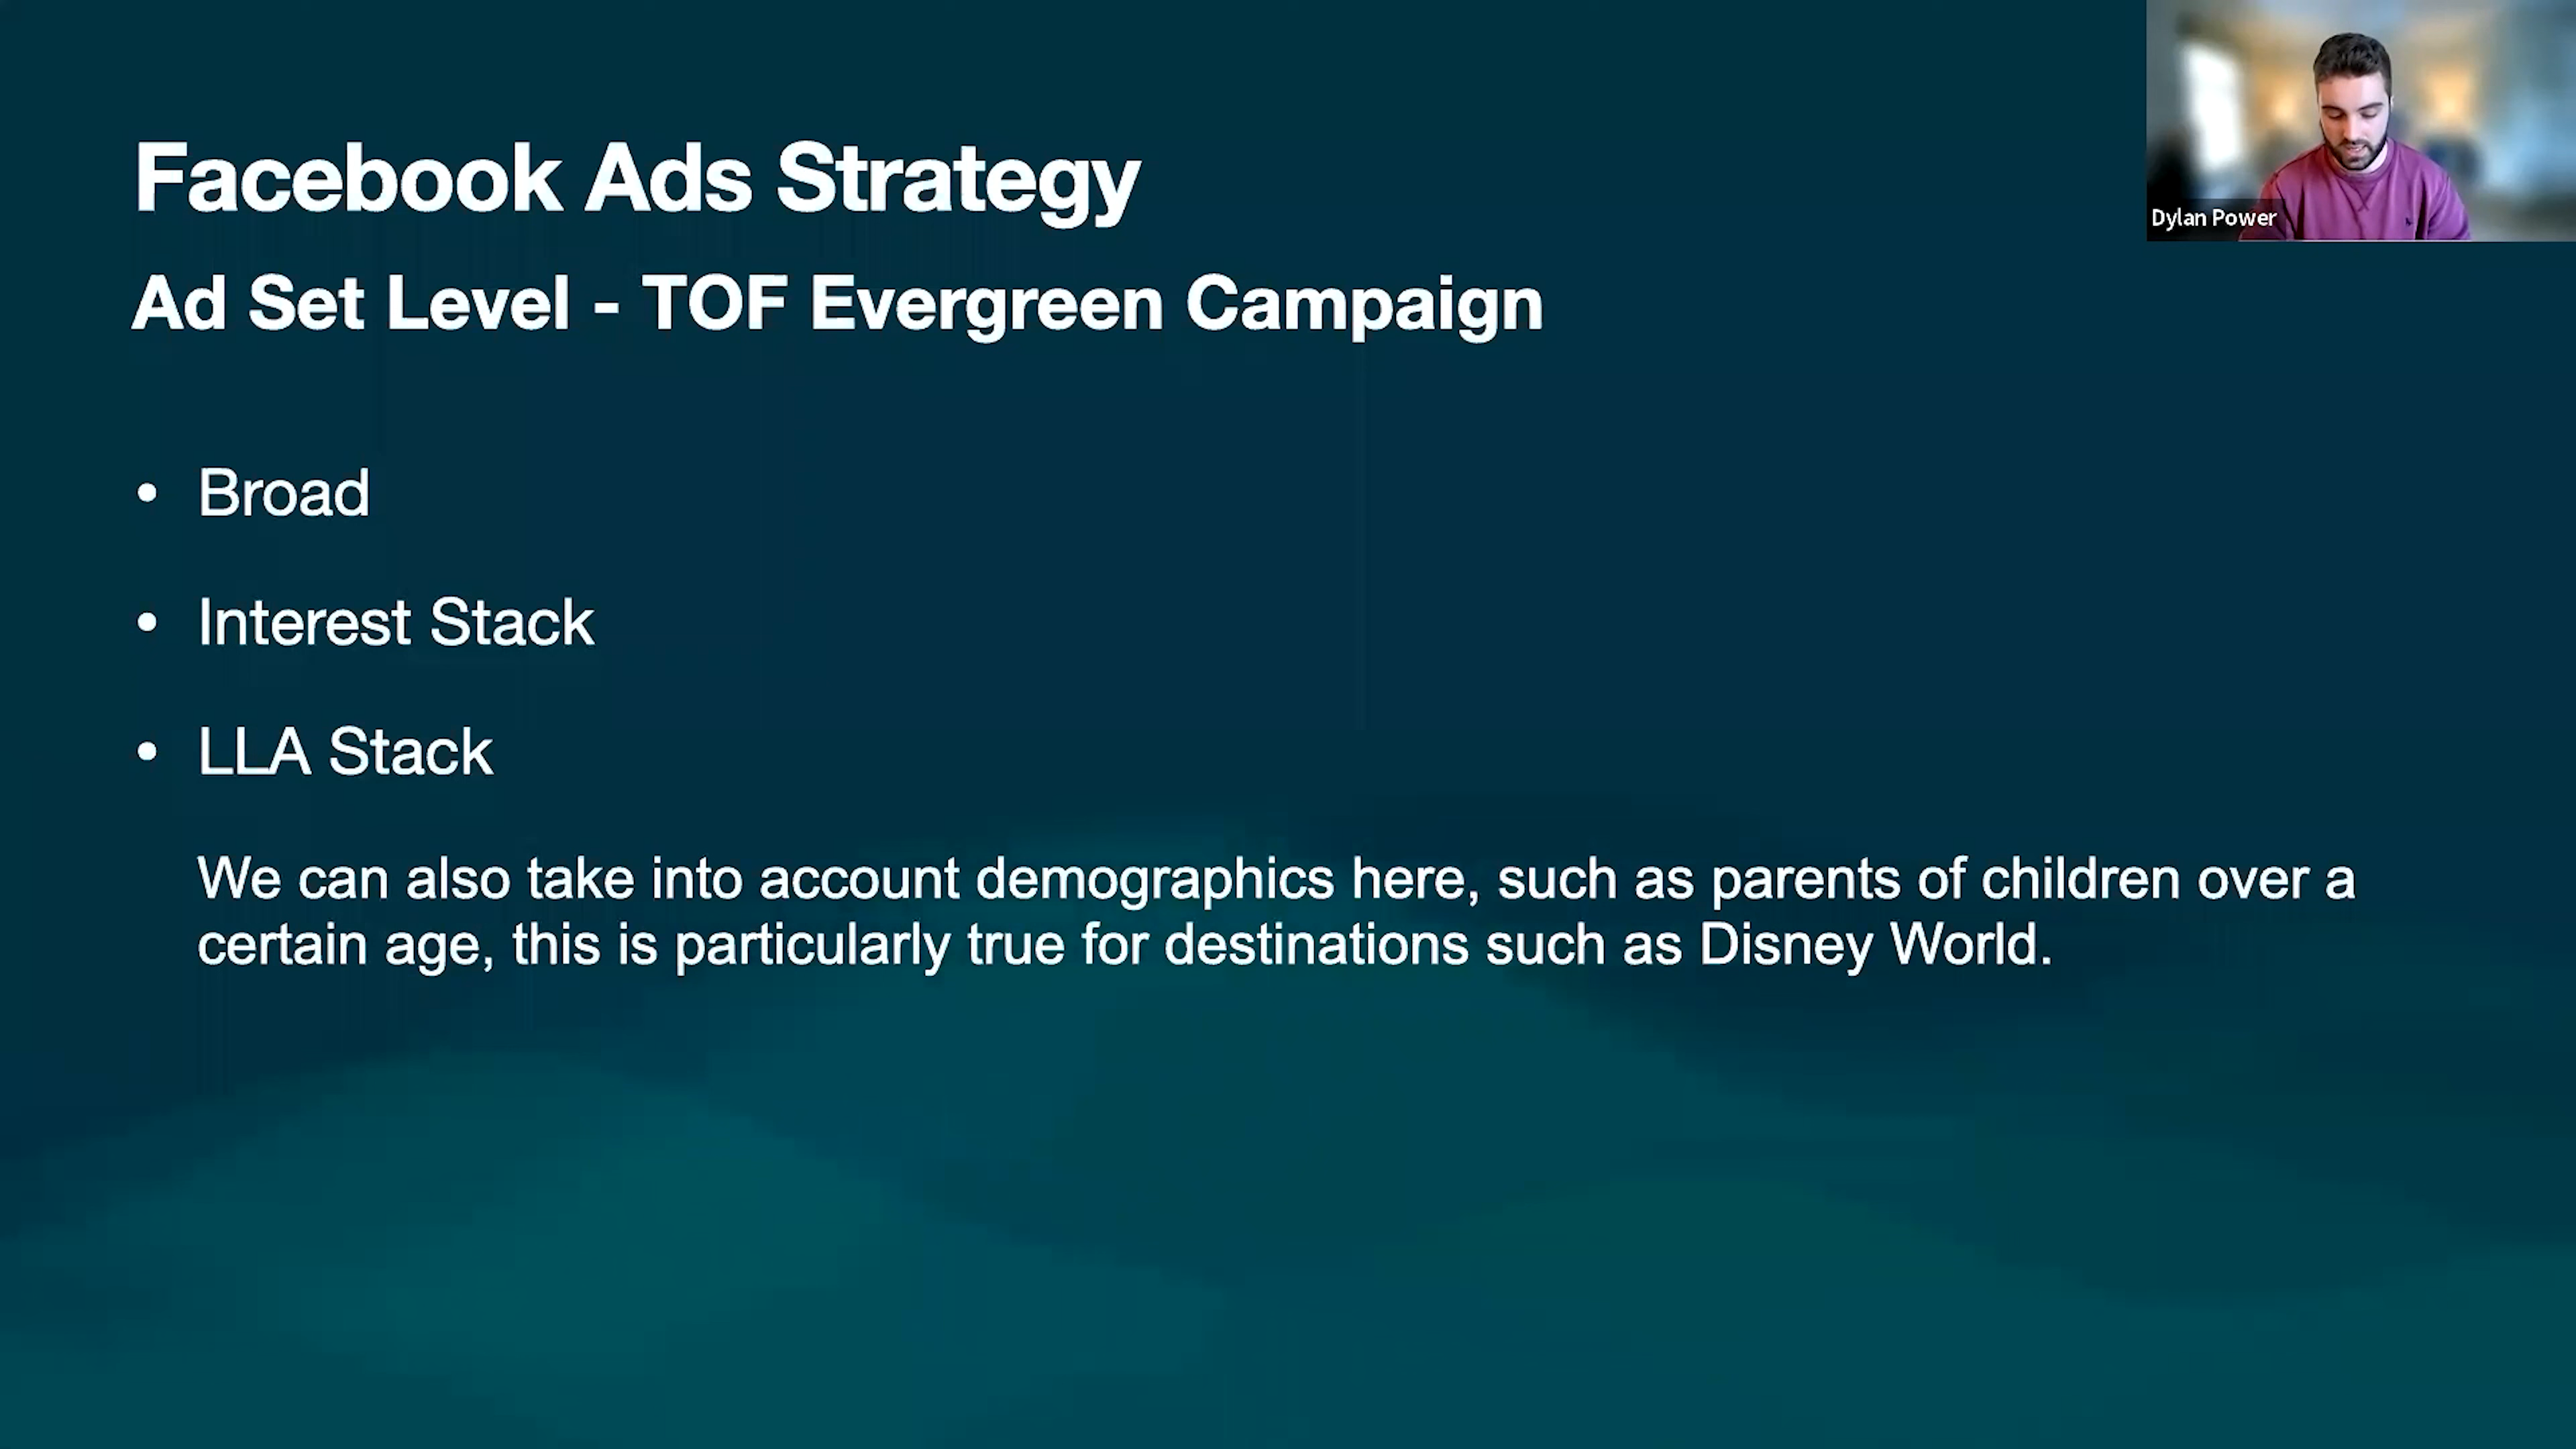 Facebook Ads Strategy
Dylan Power
Ad Set Level - TOF Evergreen Campaign
• Broad
• Interest Stack
• LLA Stack
We can also take into account demographics here, such as parents of children over a
certain age, this is particularly true for destinations such as Disney World.